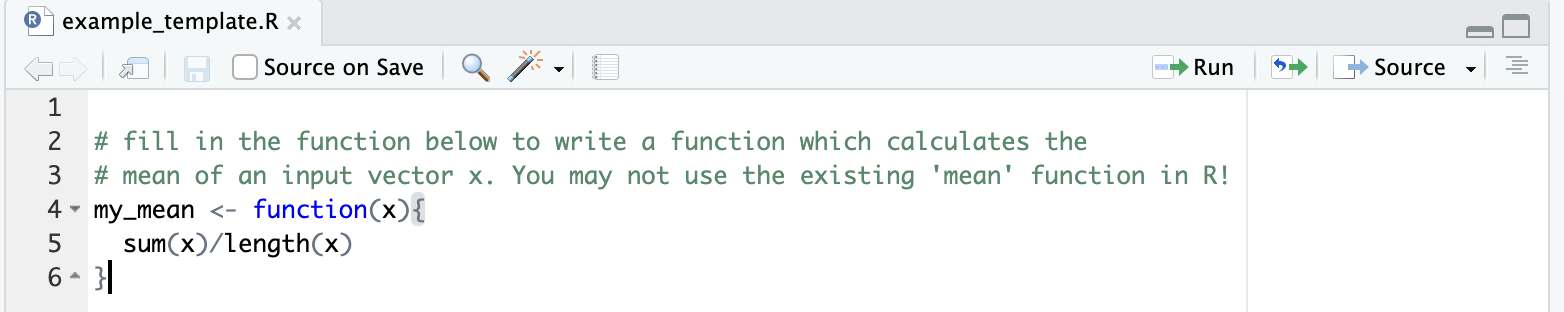 example_template.R
Source on Save
Run
Source
1
2 # fill in the function below to write a function which calculates the
3 # mean of an input vector x. You may not use the existing 'mean' function in R!
4 my_mean <- function(x){
5   sum(x)/length(x)
6 }